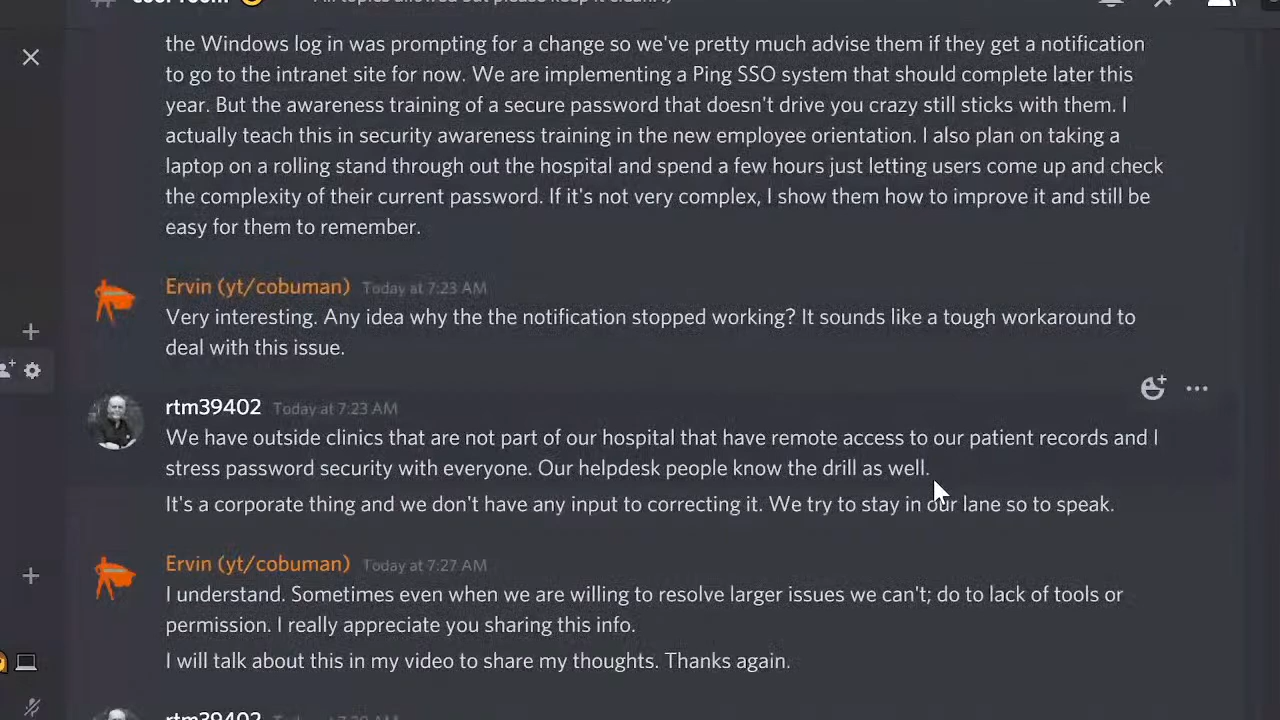 the Windows log in was prompting for a change so we've pretty much advise them if they get a notification
to go to the intranet site for now. We are implementing a Ping SSO system that should complete later this
year. But the awareness training of a secure password that doesn't drive you crazy still sticks with them. I
actually teach this in security awareness training in the new employee orientation. I also plan on taking a
laptop on a rolling stand through out the hospital and spend a few hours just letting users come up and check
the complexity of their current password. If it's not very complex, I show them how to improve it and still be
easy for them to remember.
Ervin (yt/cobuman) Today at 7:23 AM
Very interesting. Any idea why the the notification stopped working? It sounds like a tough workaround to
deal with this issue.
rtm39402 Today at 7:23 AM
We have outside clinics that are not part of our hospital that have remote access to our patient records and I
stress password security with everyone. Our helpdesk people know the drill as well.
It's a corporate thing and we don't have any input to correcting it. We try to stay in our lane so to speak.
Ervin (yt/cobuman) Today at 7:27 AM
I understand. Sometimes even when we are willing to resolve larger issues we can't; do to lack of tools or
permission. I really appreciate you sharing this info.
I will talk about this in my video to share my thoughts. Thanks again.
rtm39402